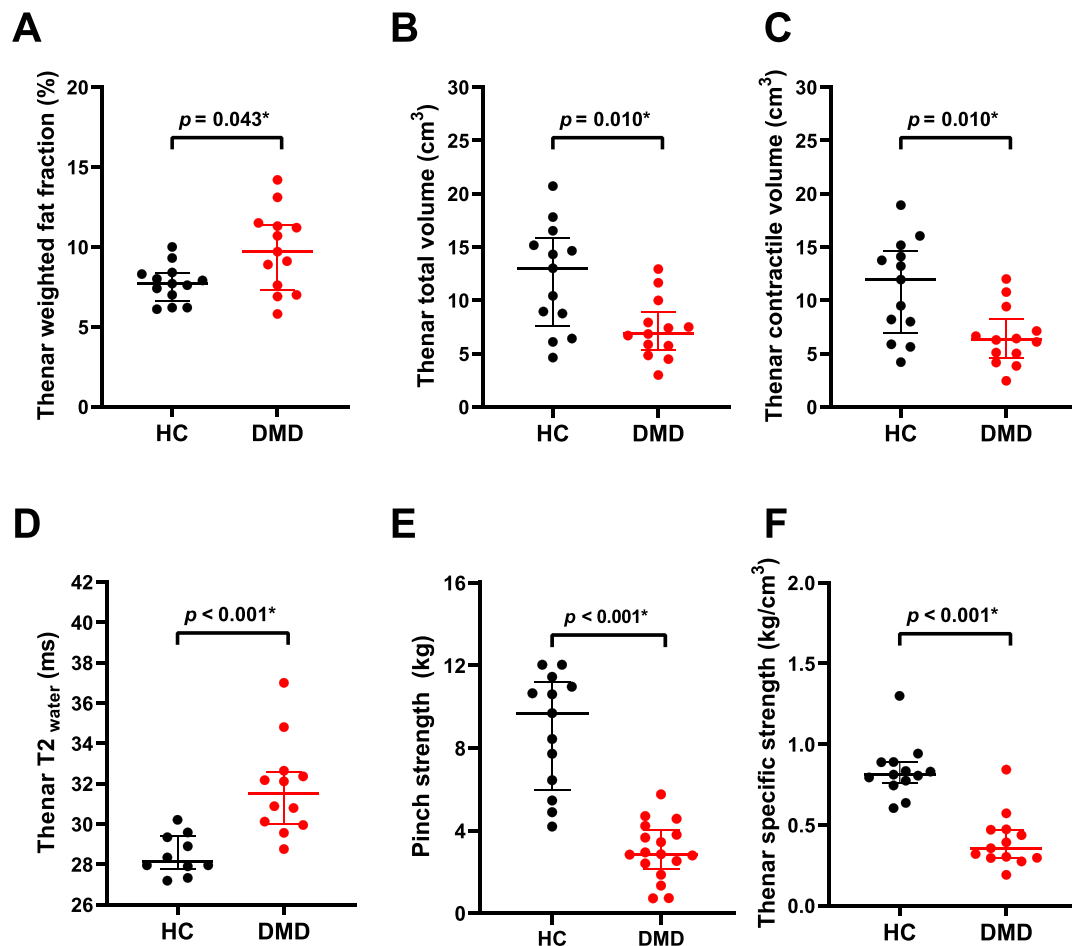 A
Thenar weighted fat fraction (%)
20
15
10
5
0
p = 0.043*
HC DMD
B
Thenar total volume (cm³)
30
25
20
15
10
5
0
p = 0.010*
HC DMD
C
Thenar contractile volume (cm³)
30
25
20
15
10
5
0
p = 0.010*
HC DMD
D
Thenar T2 water (ms)
42
40
38
36
34
32
30
28
26
p < 0.001*
HC DMD
E
Pinch strength (kg)
16
12
8
4
0
p < 0.001*
HC DMD
F
Thenar specific strength (kg/cm³)
2.0
1.5
1.0
0.5
0.0
p < 0.001*
HC DMD